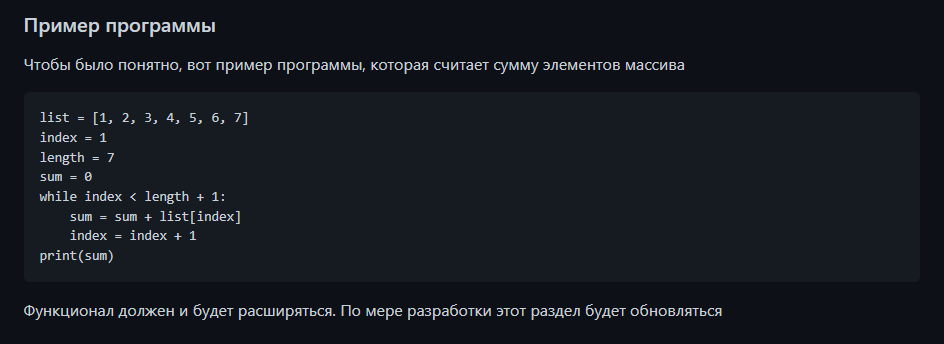 Пример программы
Чтобы было понятно, вот пример программы, которая считает сумму элементов массива
list = [1, 2, 3, 4, 5, 6, 7]
index = 1
length = 7
sum = 0
while index < length + 1:
    sum = sum + list[index]
    index = index + 1
print(sum)
Функционал должен и будет расширяться. По мере разработки этот раздел будет обновляться